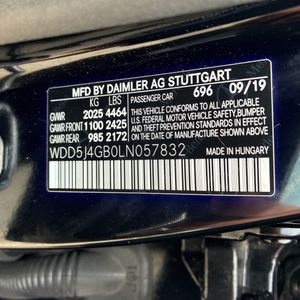 MFD BY DAIMLER AG STUTTGART
KG LBS PASSENGER CAR 696 09/19
GVWR 2025 4464
GAWR FRONT 1100 2425
GAWR REAR 985 2172
THIS VEHICLE CONFORMS TO ALL APPLICABLE
U.S. FEDERAL MOTOR VEHICLE SAFETY, BUMPER,
AND THEFT PREVENTION STANDARDS IN EFFECT
ON THE DATE OF MANUFACTURE SHOWN ABOVE.
WDD5J4GB0LN057832 MADE IN HUNGARY